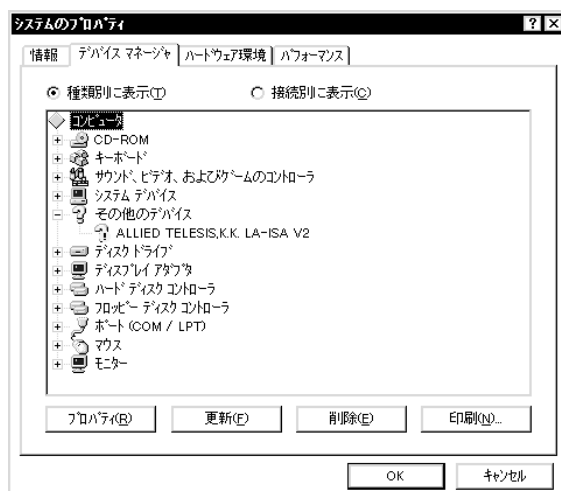 システムのプロパティ
情報 デバイス マネージャ ハードウェア環境 パフォーマンス
種類別に表示(T) 接続別に表示(C)
コンピュータ
CD-ROM
キーボード
サウンド、ビデオ、およびゲームのコントローラ
システム デバイス
その他のデバイス
ALLIED TELESIS,K.K. LA-ISA V2
ディスク ドライブ
ディスプレイ アダプタ
ハード ディスク コントローラ
フロッピー ディスク コントローラ
ポート (COM / LPT)
マウス
モニター
プロパティ(R) 更新(F) 削除(E) 印刷(N)...
OK キャンセル